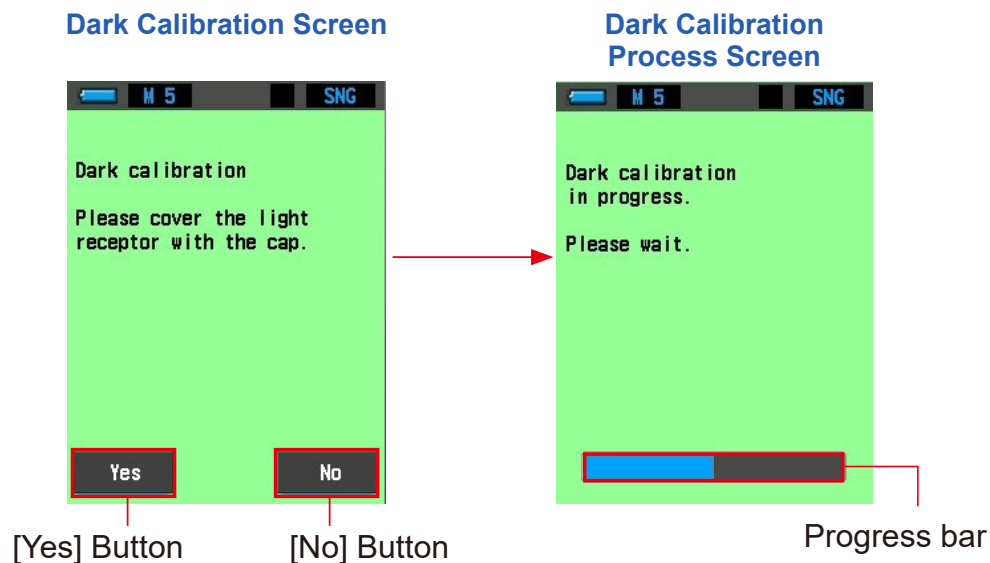 Dark Calibration Screen
M 5
SNG
Dark calibration
Please cover the light
receptor with the cap.
Yes
No
[Yes] Button
[No] Button
Dark Calibration
Process Screen
M 5
SNG
Dark calibration
in progress.
Please wait.
Progress bar